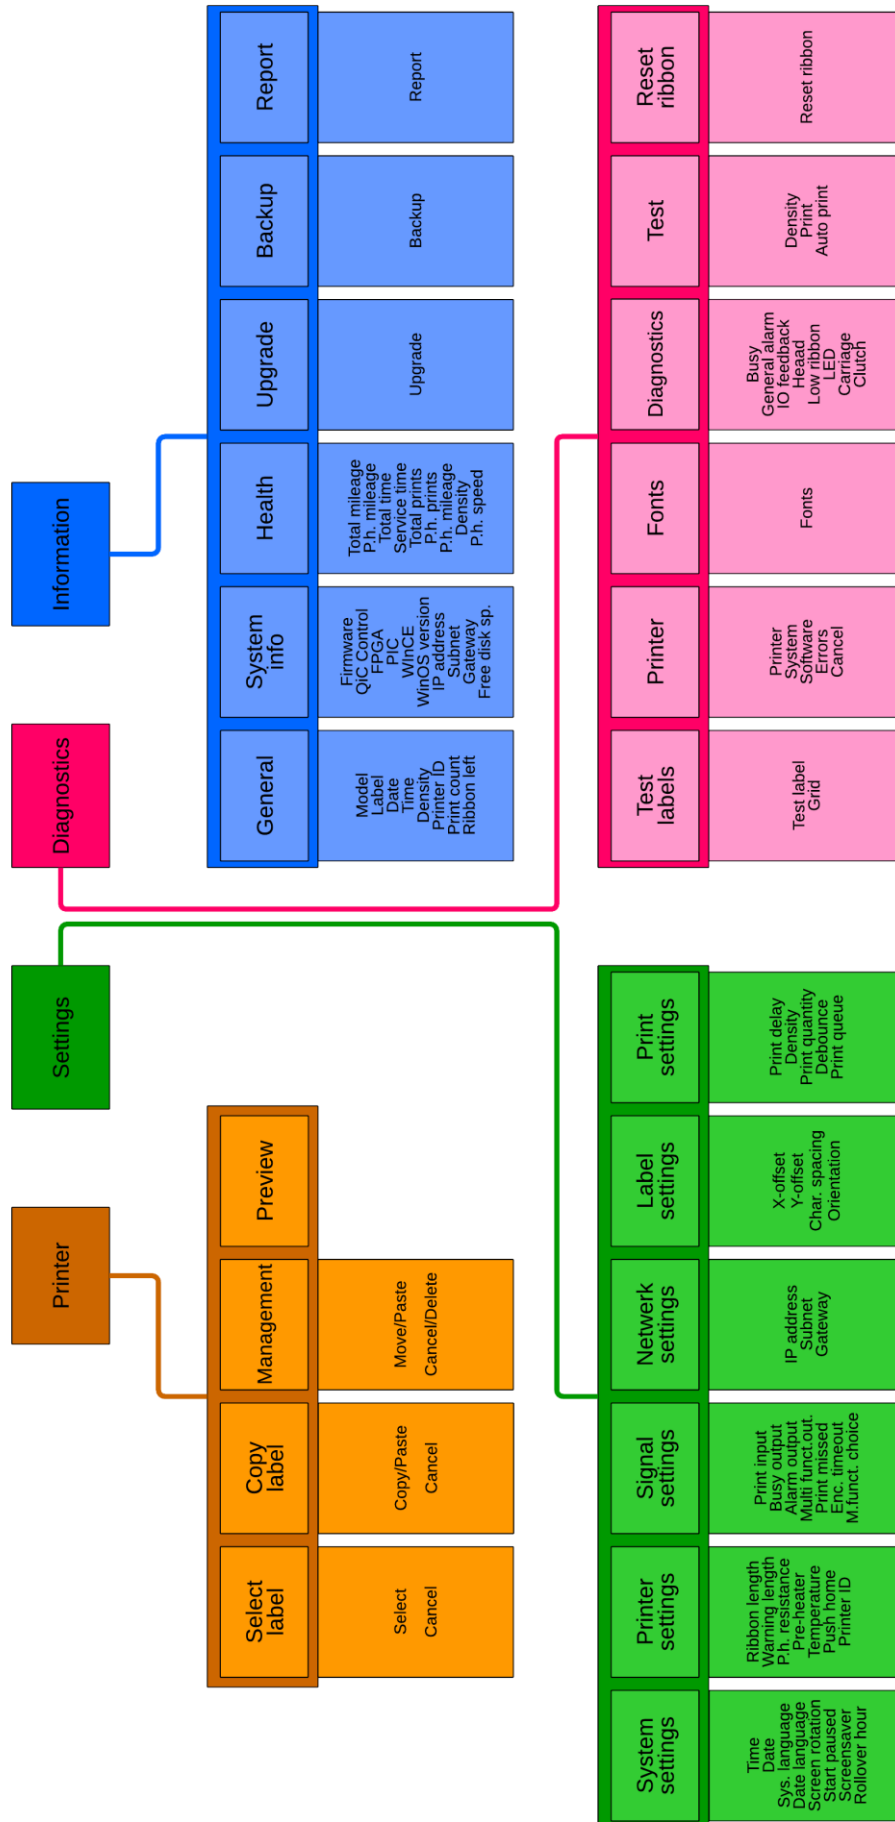 Printer
Settings
Diagnostics
Information
Select
label
Copy
label
Management
Preview
Select
Cancel
Copy/Paste
Cancel
Move/Paste
Cancel/Delete
General
System
info
Health
Upgrade
Backup
Report
Model
Label
Date
Time
Density
Printer ID
Print count
Ribbon left
Firmware
QiC Control
FPGA
PIC
WInCE
WinOS version
IP address
Subnet
Gateway
Free disk sp.
Total mileage
P.h. mileage
Total time
Service time
Total prints
P.h. prints
P.h. mileage
Density
P.h. speed
Upgrade
Backup
Report
System
settings
Printer
settings
Signal
settings
Netwerk
settings
Label
settings
Print
settings
Time
Date
Sys. language
Date language
Screen rotation
Start paused
Screensaver
Rollover hour
Ribbon length
Warning length
P.h. resistance
Pre-heater
Temperature
Push home
Printer ID
Print input
Busy output
Alarm output
Multi funct.out.
Print missed
Enc. timeout
M.funct. choice
IP address
Subnet
Gateway
X-offset
Y-offset
Char. spacing
Orientation
Print delay
Density
Print quantity
Debounce
Print queue
Test
labels
Printer
Fonts
Diagnostics
Test
Reset
ribbon
Test label
Grid
Printer
System
Software
Errors
Cancel
Fonts
Busy
General alarm
IO feedback
Heaad
Low ribbon
LED
Carriage
Clutch
Density
Print
Auto print
Reset ribbon